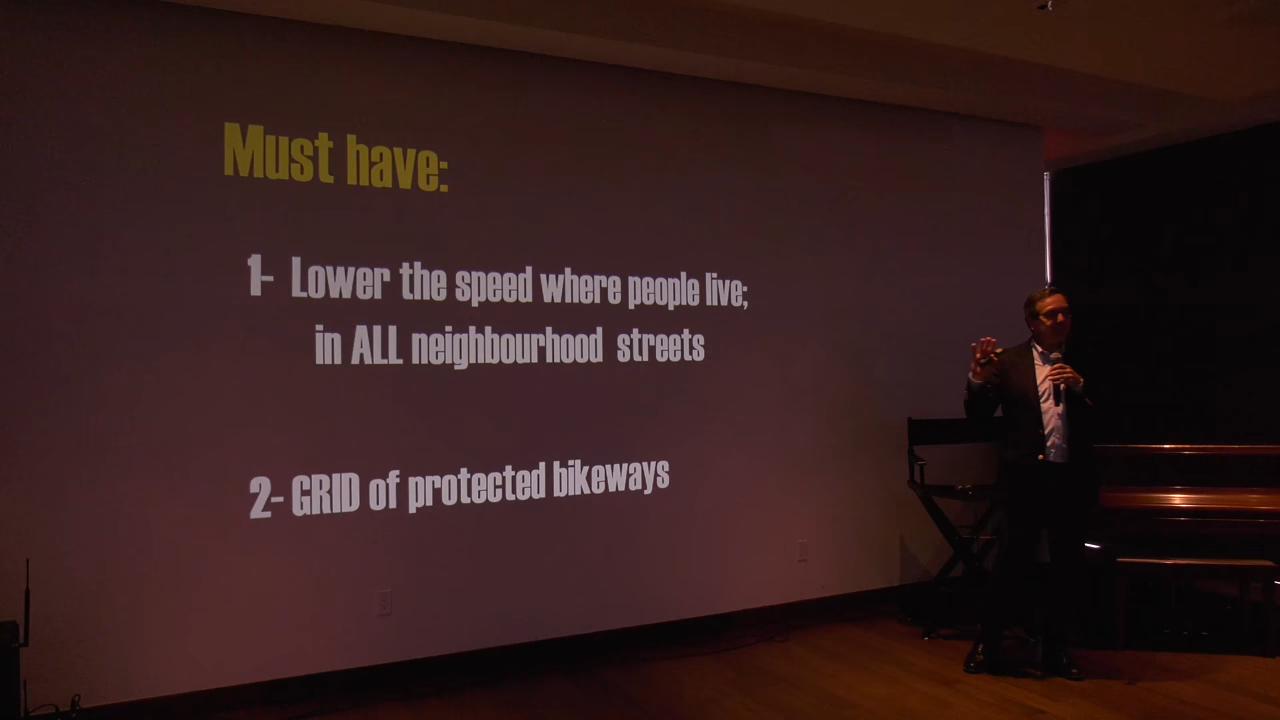 Must have:
1- Lower the speed where people live;
in ALL neighbourhood streets
2- GRID of protected bikeways